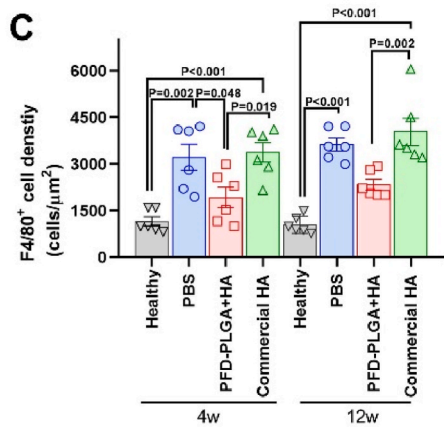 C
P<0.001
P<0.001
P=0.002
P=0.002
P=0.048
P<0.001
P=0.019
F4/80+ cell denstiy
(cells/μm²)
6000
4500
3000
1500
0
Healthy
PBS
PFD-PLGA+HA
Commercial HA
Healthy
PBS
PFD-PLGA+HA
Commercial HA
4w
12w